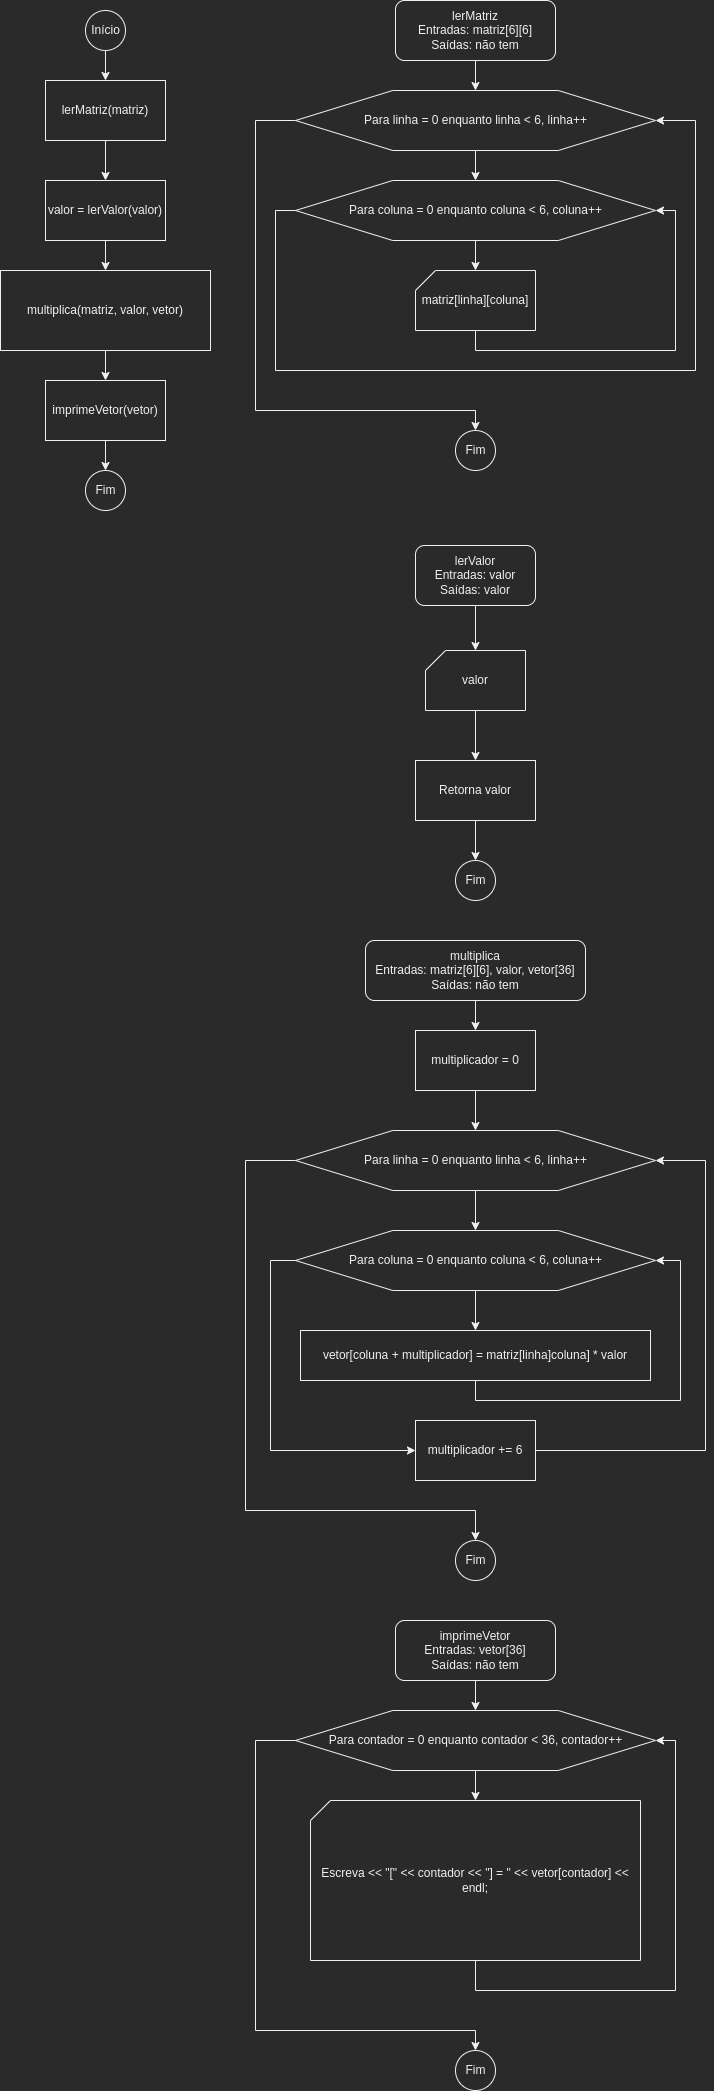 Início
lerMatriz(matriz)
valor = lerValor(valor)
multiplica(matriz, valor, vetor)
imprimeVetor(vetor)
Fim
lerMatriz
Entradas: matriz[6][6]
Saídas: não tem
Para linha = 0 enquanto linha < 6, linha++
Para coluna = 0 enquanto coluna < 6, coluna++
matriz[linha][coluna]
Fim
lerValor
Entradas: valor
Saídas: valor
valor
Retorna valor
Fim
multiplica
Entradas: matriz[6][6], valor, vetor[36]
Saídas: não tem
multiplicador = 0
Para linha = 0 enquanto linha < 6, linha++
Para coluna = 0 enquanto coluna < 6, coluna++
vetor[coluna + multiplicador] = matriz[linha]coluna] * valor
multiplicador += 6
Fim
imprimeVetor
Entradas: vetor[36]
Saídas: não tem
Para contador = 0 enquanto contador < 36, contador++
Escreva << "[" << contador << "] = " << vetor[contador] <<
endl;
Fim